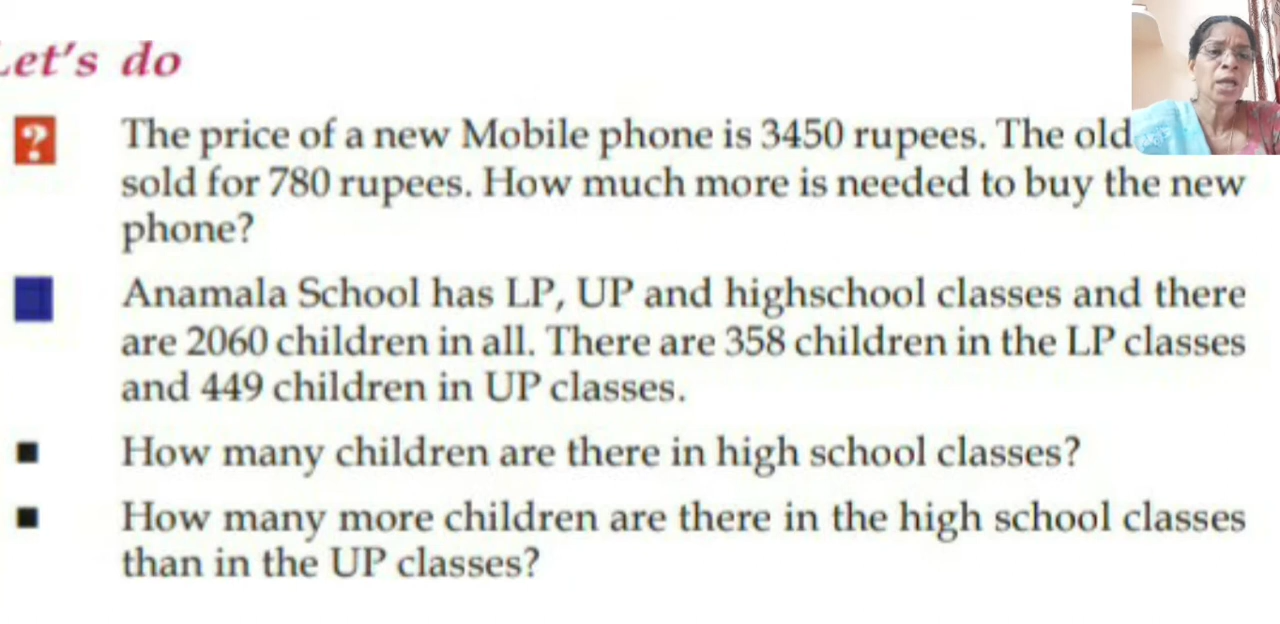 Let's do
? The price of a new Mobile phone is 3450 rupees. The old
sold for 780 rupees. How much more is needed to buy the new
phone?
Anamala School has LP, UP and highschool classes and there
are 2060 children in all. There are 358 children in the LP classes
and 449 children in UP classes.
■ How many children are there in high school classes?
■ How many more children are there in the high school classes
than in the UP classes?